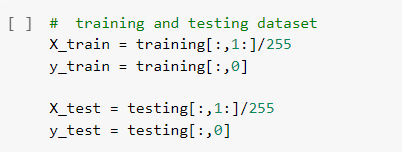 [ ] #  training and testing dataset
X_train = training[:,1:]/255
y_train = training[:,0]

X_test = testing[:,1:]/255
y_test = testing[:,0]